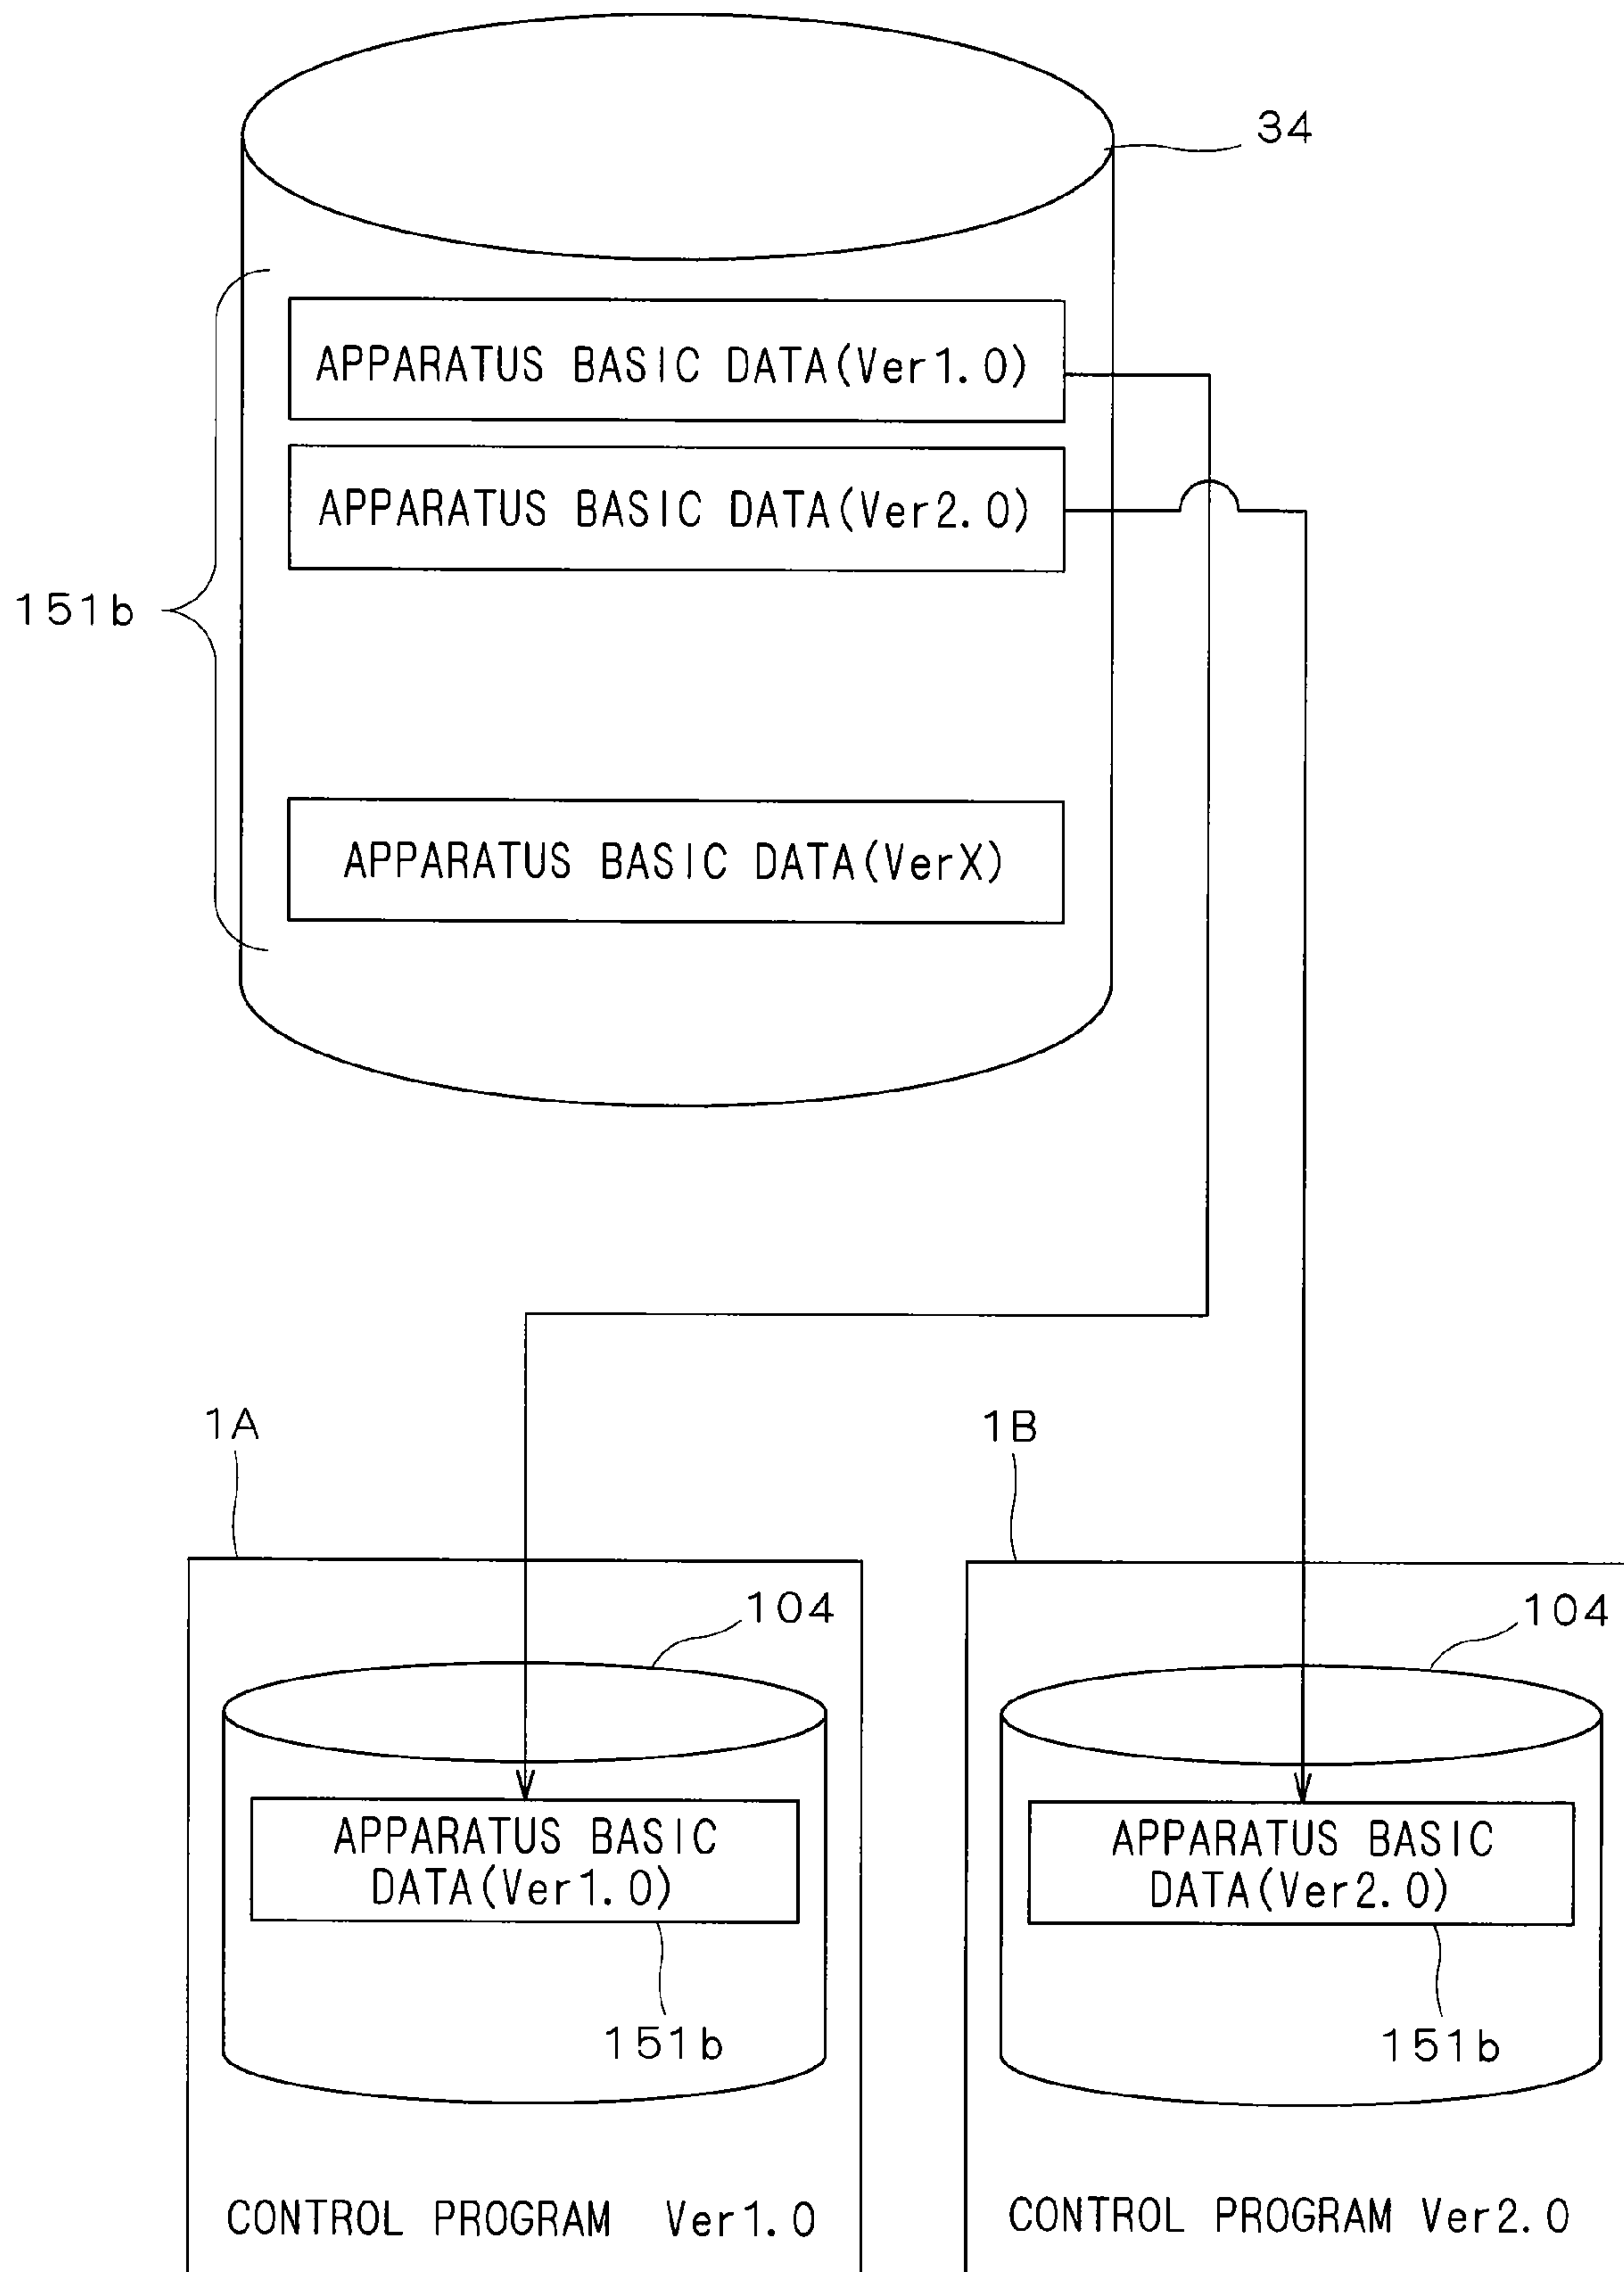 34
APPARATUS BASIC DATA(Ver1.0)
APPARATUS BASIC DATA(Ver2.0)
151b
APPARATUS BASIC DATA(VerX)
1A
1B
104
104
APPARATUS BASIC
DATA(Ver1.0)
APPARATUS BASIC
DATA(Ver2.0)
151b
151b
CONTROL PROGRAM Ver1.0
CONTROL PROGRAM Ver2.0